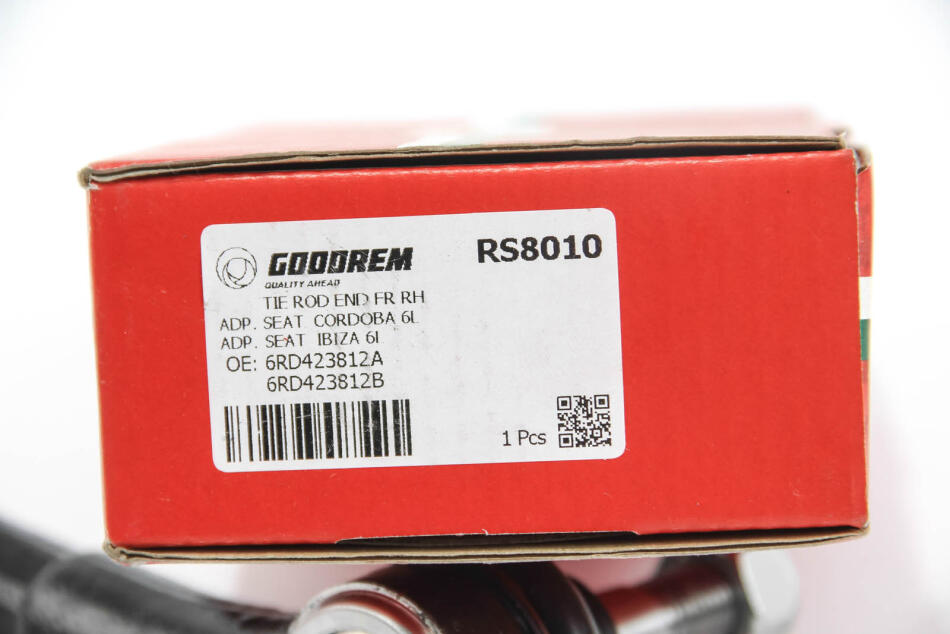 GOODREM
QUALITY AHEAD
RS8010
TIE ROD END FR RH
ADP. SEAT CORDOBA 6L
ADP. SEAT IBIZA 6l
OE: 6RD423812A
6RD423812B
1 Pcs